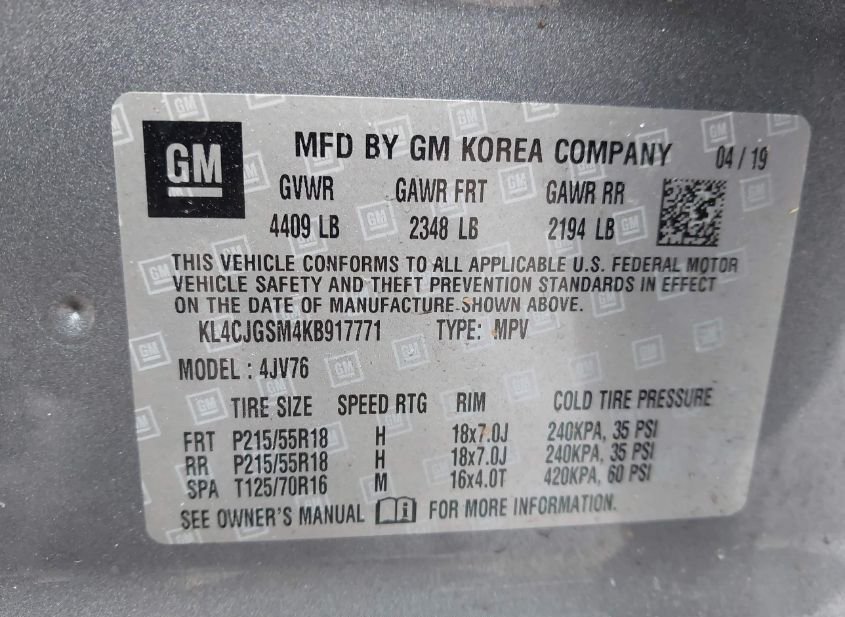 GM
MFD BY GM KOREA COMPANY 04 / 19
GVWR GAWR FRT GAWR RR
4409 LB 2348 LB 2194 LB
THIS VEHICLE CONFORMS TO ALL APPLICABLE U.S. FEDERAL MOTOR
VEHICLE SAFETY AND THEFT PREVENTION STANDARDS IN EFFECT
ON THE DATE OF MANUFACTURE SHOWN ABOVE.
KL4CJGSM4KB917771 TYPE: MPV
MODEL : 4JV76
TIRE SIZE SPEED RTG RIM COLD TIRE PRESSURE
FRT P215/55R18 H 18x7.0J 240KPA, 35 PSI
RR P215/55R18 H 18x7.0J 240KPA, 35 PSI
SPA T125/70R16 M 16x4.0T 420KPA, 60 PSI
SEE OWNER'S MANUAL FOR MORE INFORMATION.